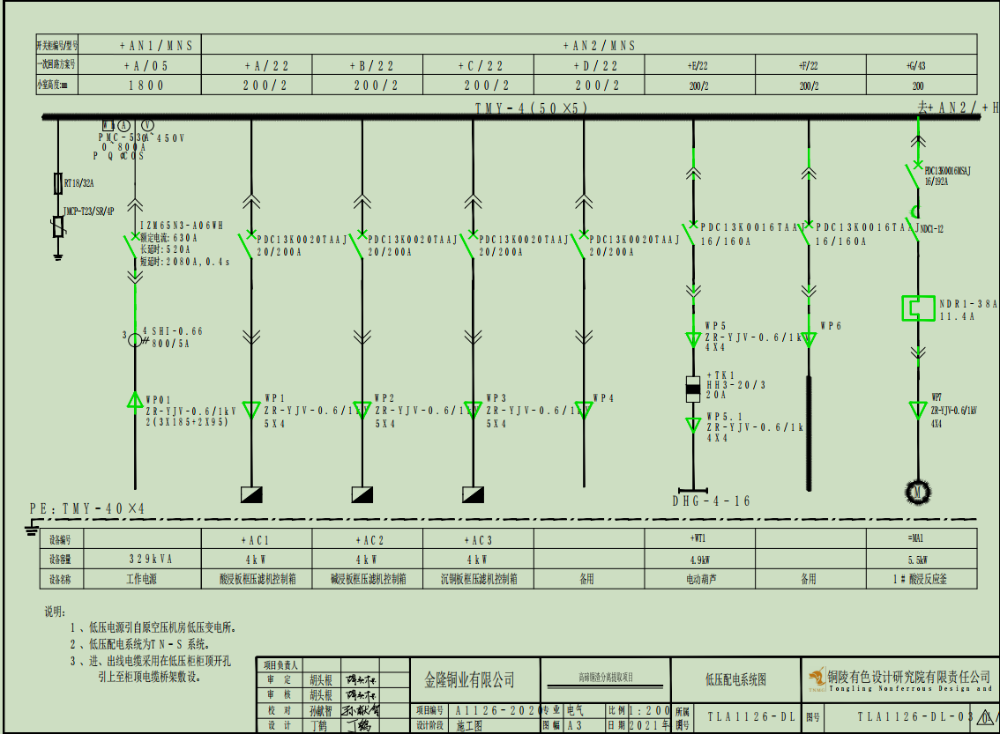 开关柜编号/型号 +AN1/MNS +AN2/MNS
一次回路方案号 +A/05 +A/22 +B/22 +C/22 +D/22 +E/22 +F/22 +G/43
小室高度:mm 1800 200/2 200/2 200/2 200/2 200/2 200/2 200
TMY-4(50×5) 去+AN2/+H
A V
0~450V
0~800A
RT18/32A
JMCP-T23/SR/4P
IZM65N3-A06WH
额定电流:630A
长延时:520A
短延时:2080A,0.4s
PDC13K0020TAAJ
20/200A
PDC13K0020TAAJ
20/200A
PDC13K0020TAAJ
20/200A
PDC13K0020TAAJ
20/200A
PDC13K0016TAAJ
16/160A
PDC13K0016TAAJ
16/160A
PDC13K0016MSAJ
16/192A
NDC1-12
NDR1-38A
11.4A
3
4 SHI-0.66
800/5A
WP01
ZR-YJV-0.6/1kV
2(3X185+2X95)
WP1
ZR-YJV-0.6/1kV
5X4
WP2
ZR-YJV-0.6/1kV
5X4
WP3
ZR-YJV-0.6/1kV
5X4
WP4
WP5
ZR-YJV-0.6/1kV
4X4
+TK1
HH3-20/3
20A
WP5.1
ZR-YJV-0.6/1k
4X4
WP6
WP7
ZR-YJV-0.6/1kV
4X4
M
DHG-4-16
PE:TMY-40×4
设备编号 +AC1 +AC2 +AC3 +WT1 =MA1
设备容量 329kVA 4kW 4kW 4kW 4.9kW 5.5kW
设备名称 工作电源 酸浸板框压滤机控制箱 碱浸板框压滤机控制箱 沉铜板框压滤机控制箱 备用 电动葫芦 备用 1#酸浸反应釜
说明:
1、低压电源引自原空压机房低压变电所。
2、低压配电系统为TN-S系统。
3、进、出线电缆采用在低压柜柜顶开孔
引上至柜顶电缆桥架敷设。
项目负责人
审 定 胡头根
审 核 胡头根
校 对 孙献智
设 计 丁鹤
金隆铜业有限公司
高碲铜渣分离提取项目
低压配电系统图
铜陵有色设计研究院有限责任公司
Tongling Nonferrous Design and
项目编号 A1126-2020 专业 电气 比例 1:200 所属图号 TLA1126-DL 图号 TLA1126-DL-03
设计阶段 施工图 图幅 A3 日期 2021年